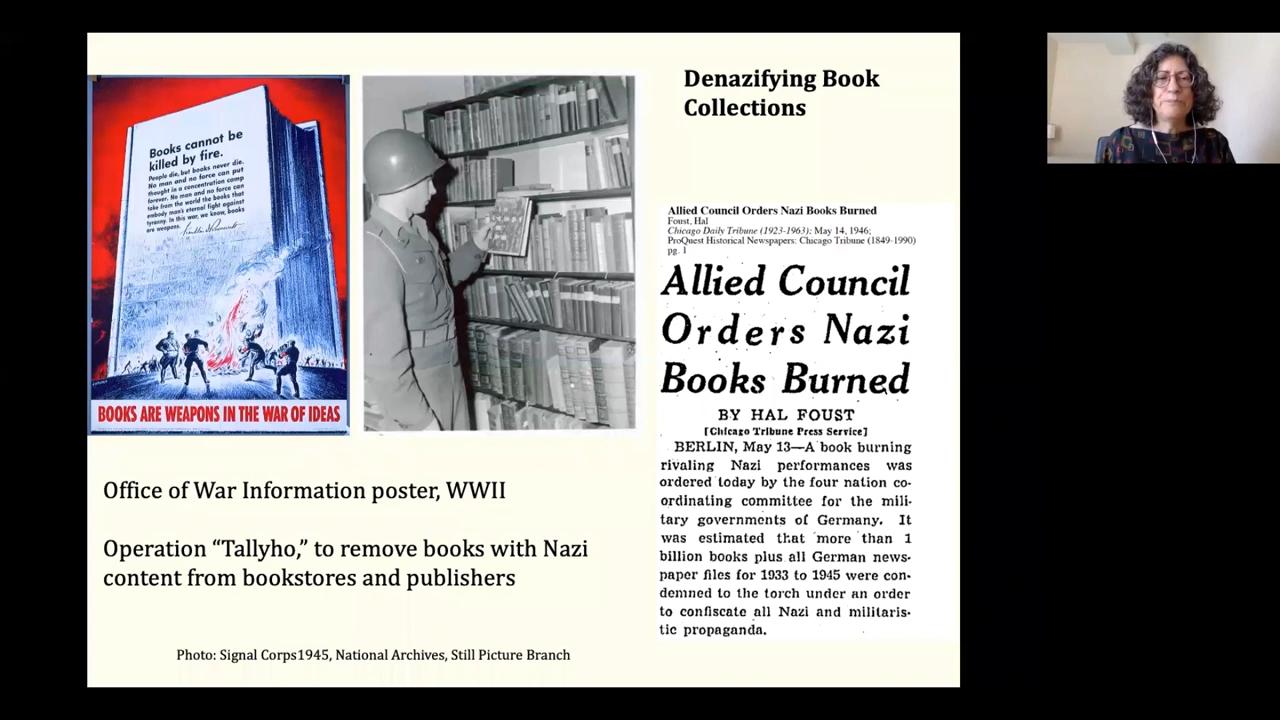 Denazifying Book
Collections
Books cannot be
killed by fire.
People die, but books never die.
No man and no force can put
thought in a concentration camp
forever. No man and no force can
take from the world the books that
embody man's eternal fight against
tyranny. In this war, we know, books
are weapons.
Franklin D. Roosevelt
BOOKS ARE WEAPONS IN THE WAR OF IDEAS
Allied Council Orders Nazi Books Burned
Foust, Hal
Chicago Daily Tribune (1923-1963); May 14, 1946;
ProQuest Historical Newspapers: Chicago Tribune (1849-1990)
pg. 1
Allied Council
Orders Nazi
Books Burned
BY HAL FOUST
[Chicago Tribune Press Service]
BERLIN, May 13—A book burning
rivaling Nazi performances was
ordered today by the four nation co-
ordinating committee for the mili-
tary governments of Germany. It
was estimated that more than 1
billion books plus all German news-
paper files for 1933 to 1945 were con-
demned to the torch under an order
to confiscate all Nazi and militaris-
tic propaganda.
Office of War Information poster, WWII
Operation “Tallyho,” to remove books with Nazi
content from bookstores and publishers
Photo: Signal Corps1945, National Archives, Still Picture Branch